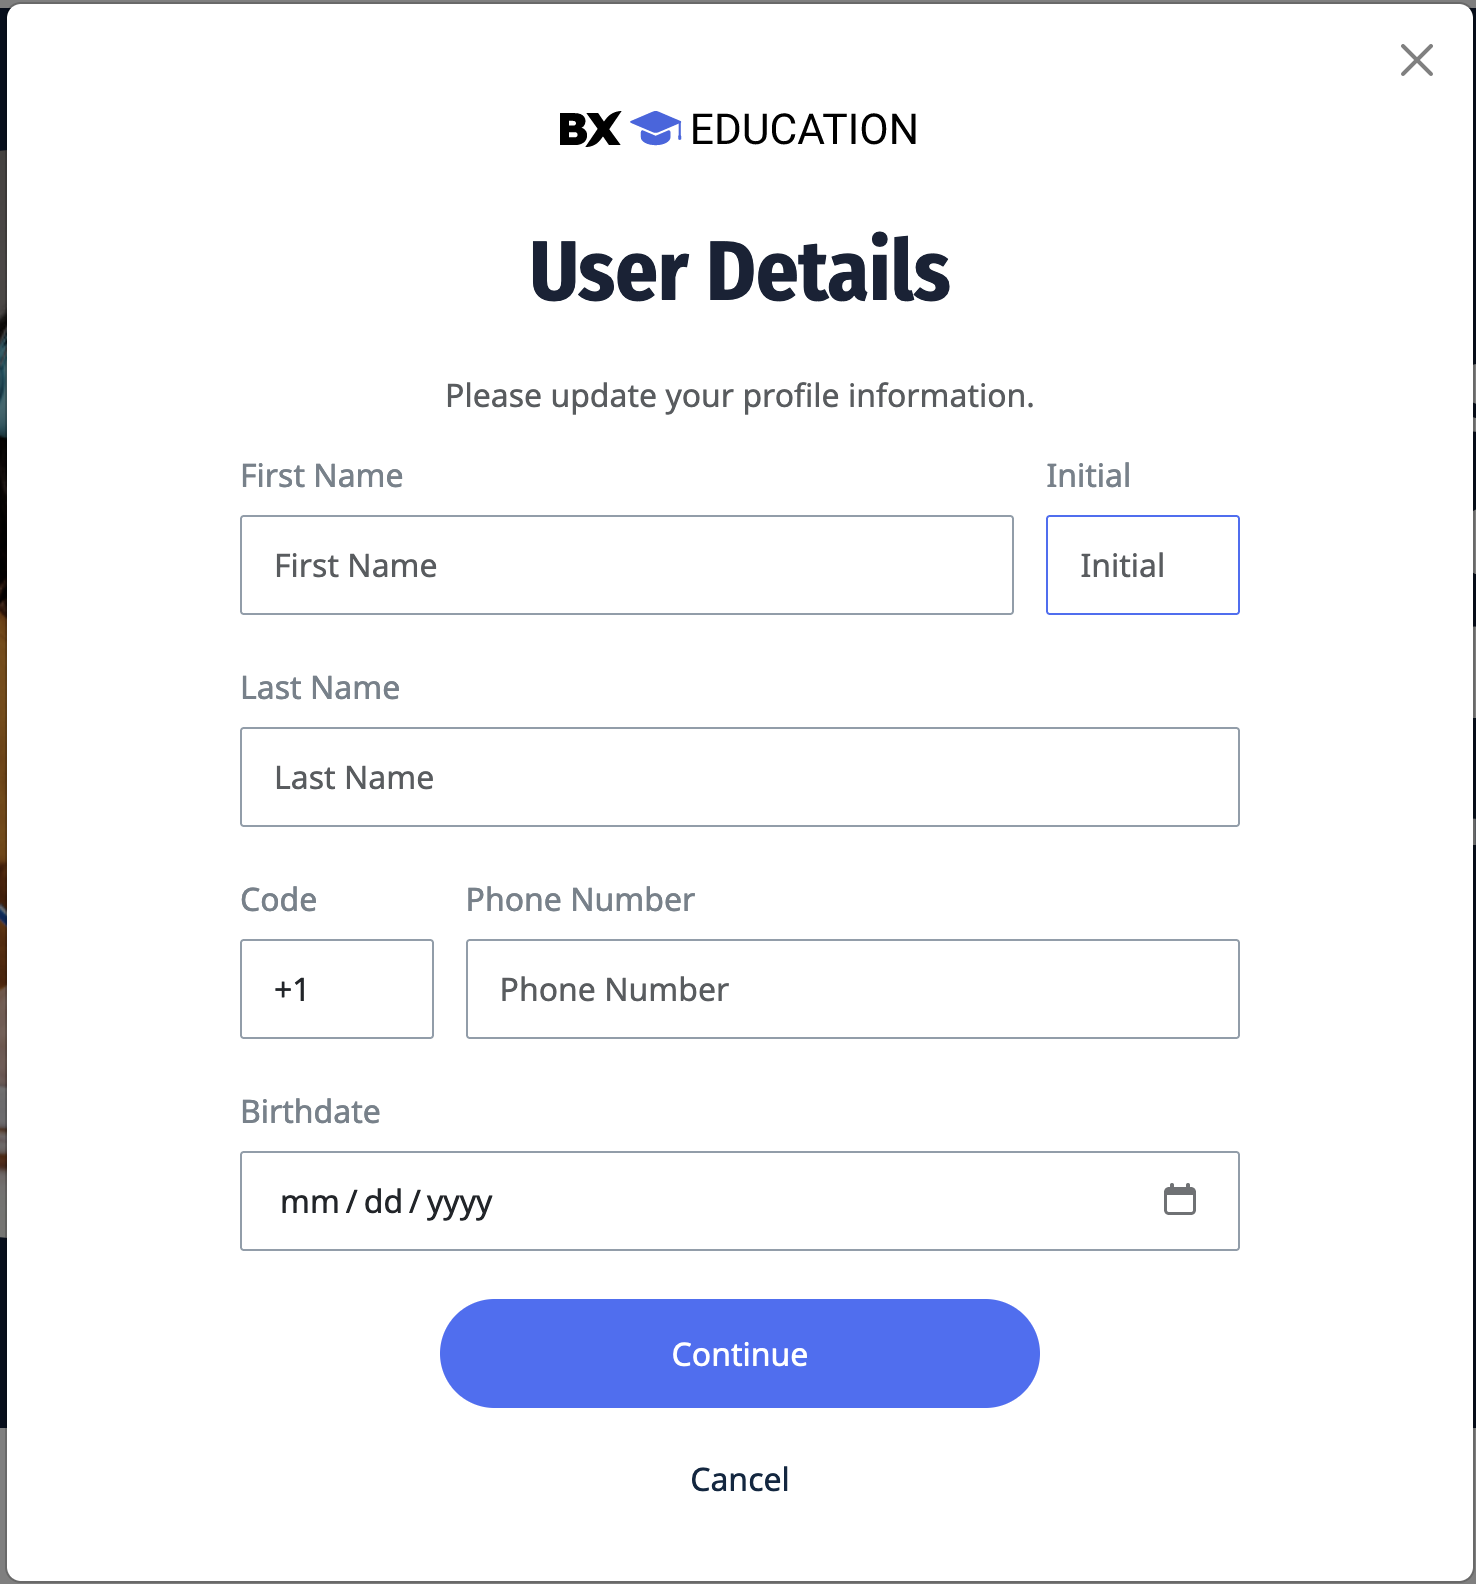 BX EDUCATION
User Details
Please update your profile information.
First Name Initial
First Name Initial
Last Name
Last Name
Code Phone Number
+1 Phone Number
Birthdate
mm / dd / yyyy
Continue
Cancel